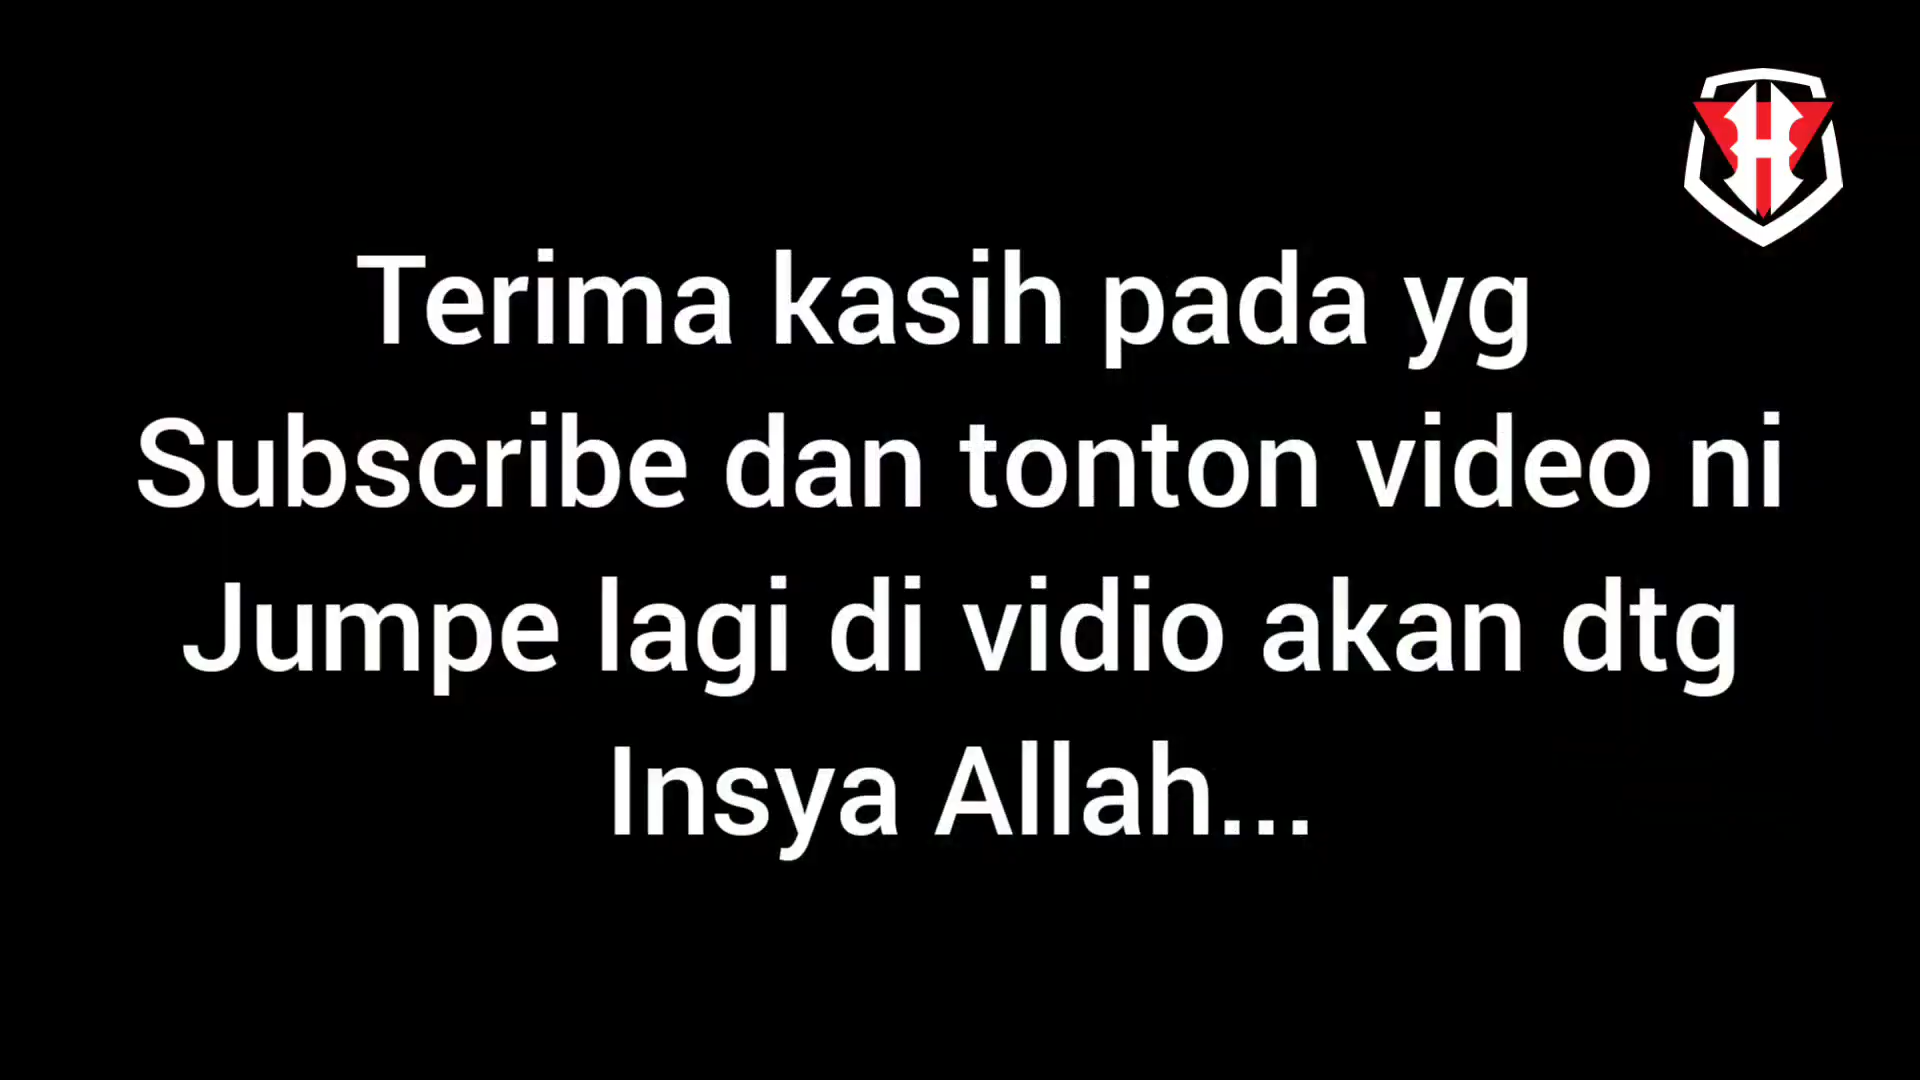 Terima kasih pada yg
Subscribe dan tonton video ni
Jumpe lagi di vidio akan dtg
Insya Allah...
H